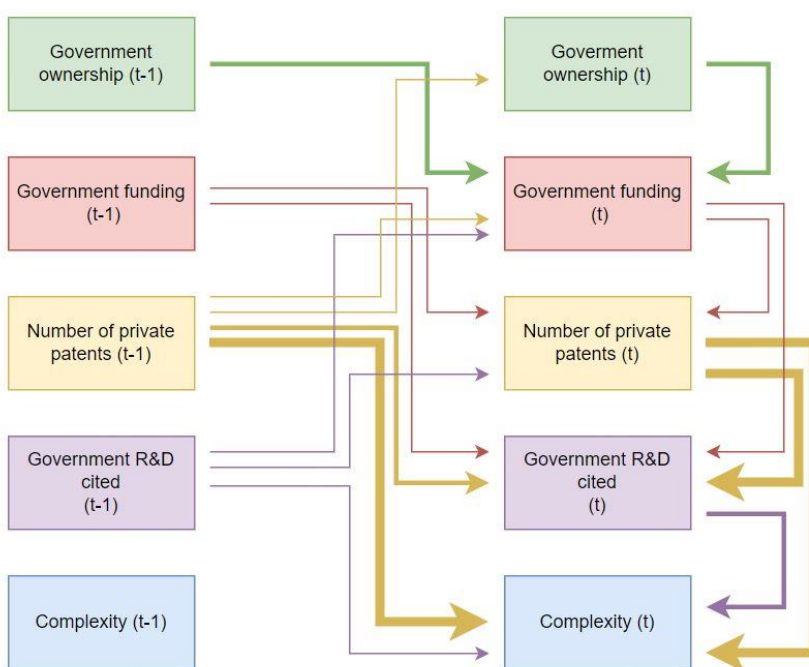 Government
ownership (t-1)
Goverment
ownership (t)
Government funding
(t-1)
Government funding
(t)
Number of private
patents (t-1)
Number of private
patents (t)
Government R&D
cited
(t-1)
Government R&D
cited
(t)
Complexity (t-1)
Complexity (t)